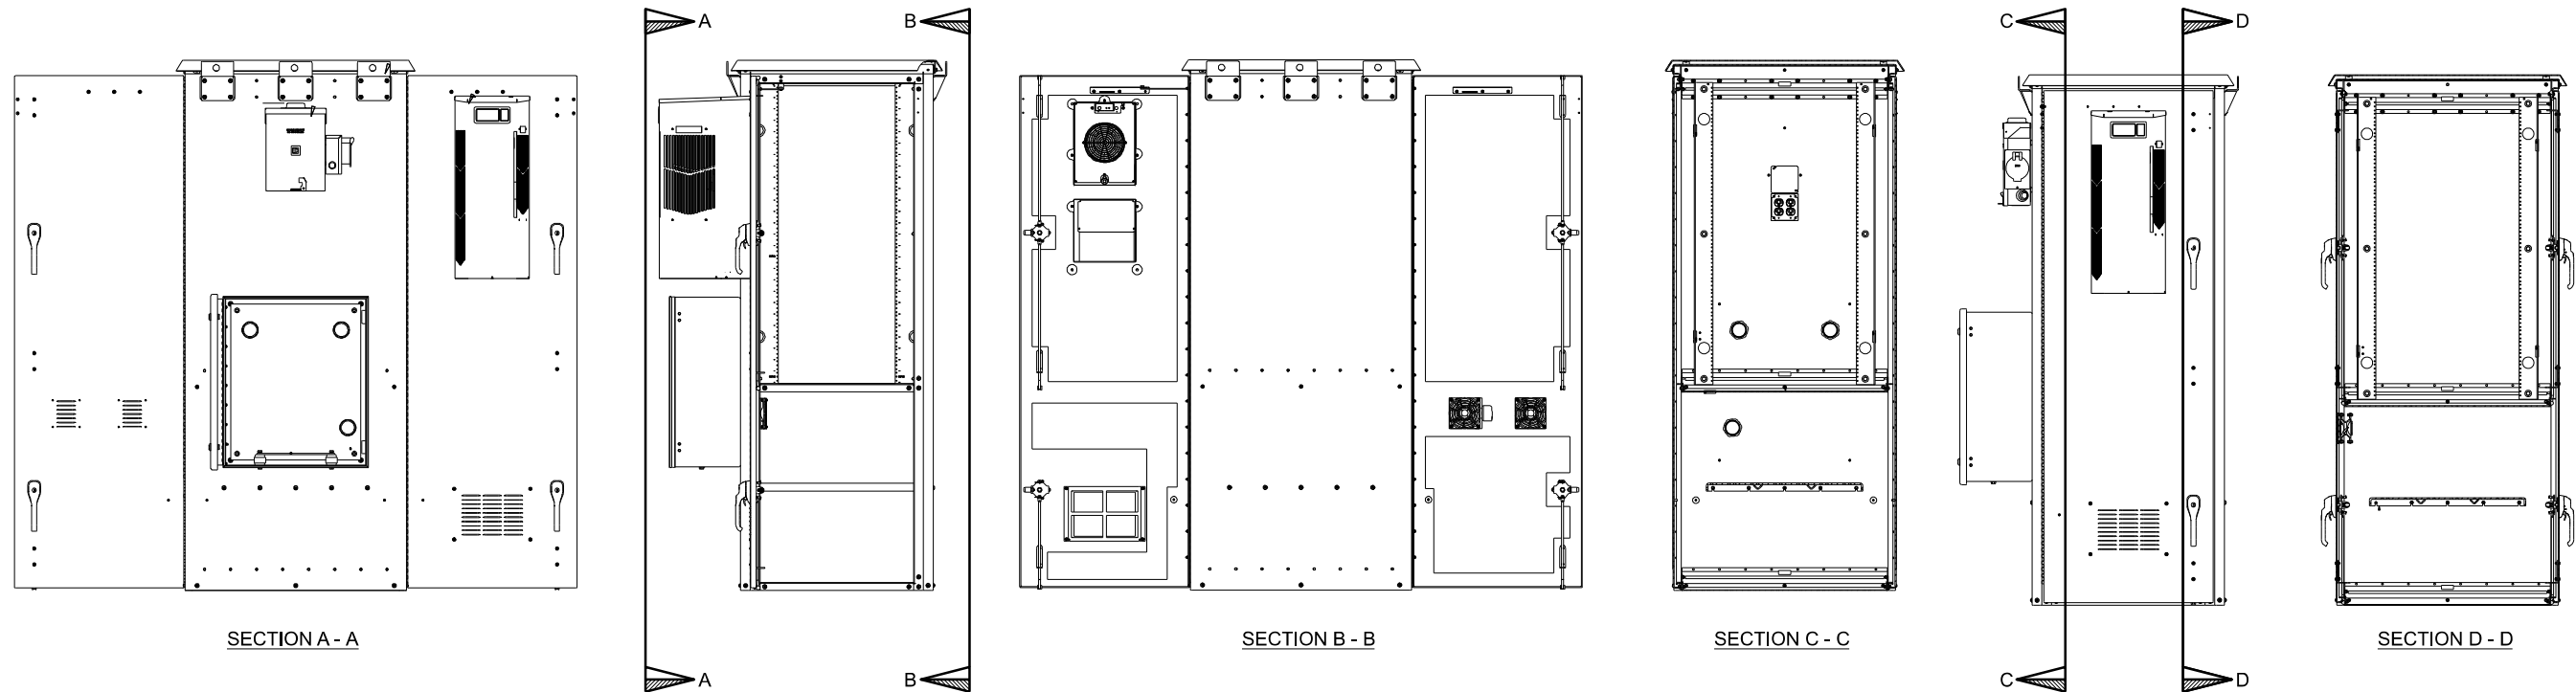 A
B
C
D
SECTION A - A
SECTION B - B
SECTION C - C
SECTION D - D
A
B
C
D